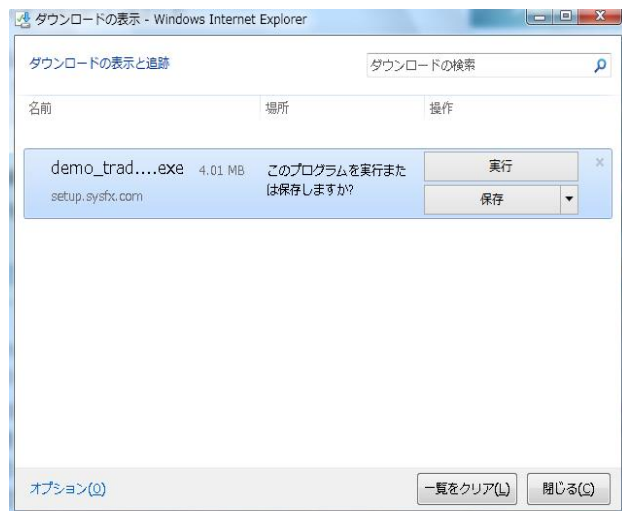 ダウンロードの表示 - Windows Internet Explorer
ダウンロードの表示と追跡
ダウンロードの検索
名前 場所 操作
demo_trad....exe 4.01 MB
setup.sysfx.com
このプログラムを実行また
は保存しますか?
実行
保存
オプション(O)
一覧をクリア(L)
閉じる(C)